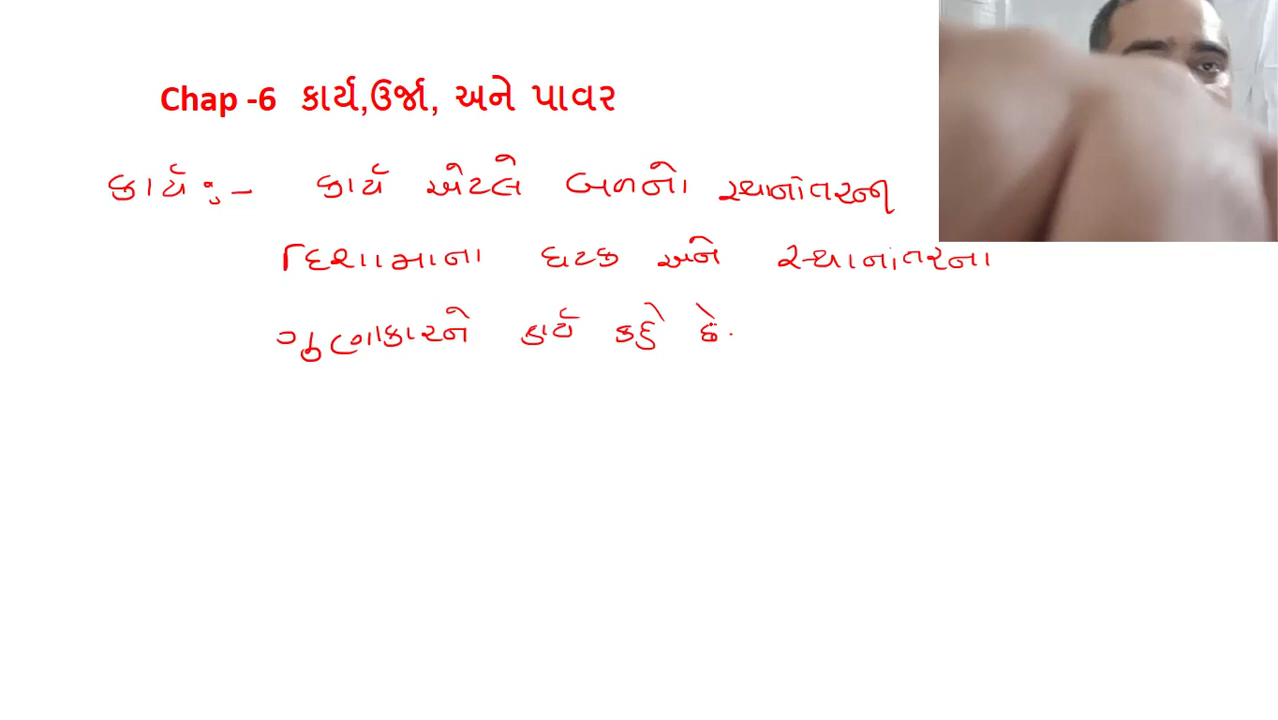 Chap -6 કાર્ય,ઉર્જા, અને પાવર
કાર્ય :- કાર્ય એટલે બળનો સ્થાનાંતરની
દિશામાંના ઘટક અને સ્થાનાંતરના
ગુણાકારને કાર્ય કહે છે.